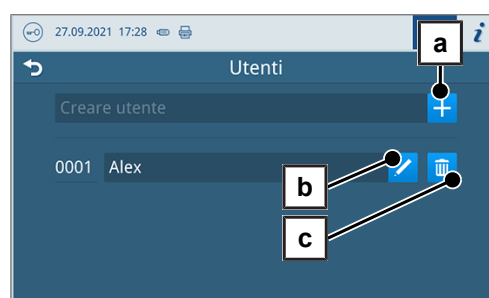 27.09.2021 17:28
i
a
Utenti
Creare utente
0001 Alex
b
c